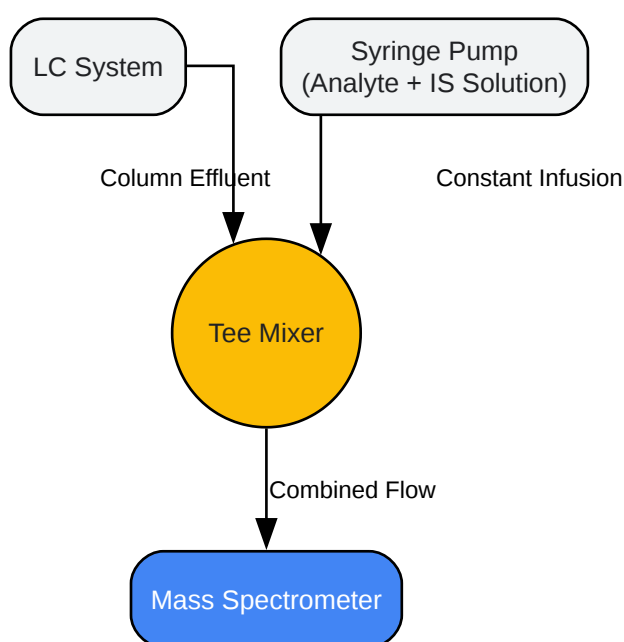 LC System
Syringe Pump
(Analyte + IS Solution)
Column Effluent
Constant Infusion
Tee Mixer
Combined Flow
Mass Spectrometer